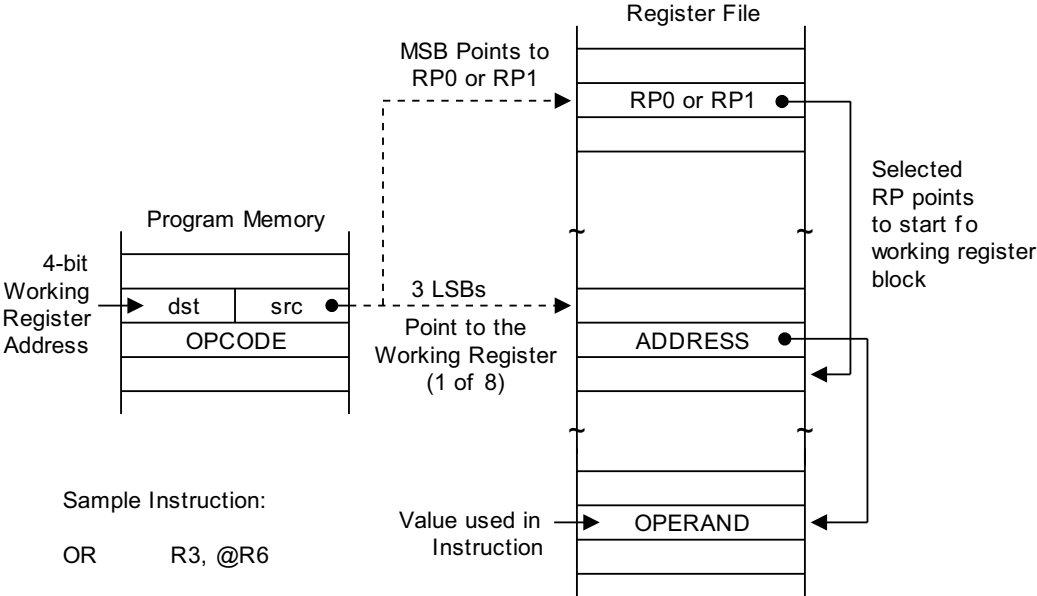 Register File
MSB Points to
RP0 or RP1
RP0 or RP1
Selected
RP points
to start fo
working register
block
Program Memory
4-bit
Working
Register
Address
dst
src
OPCODE
3 LSBs
Point to the
Working Register
(1 of 8)
ADDRESS
~
~
~
~
Sample Instruction:
OR R3, @R6
Value used in
Instruction
OPERAND